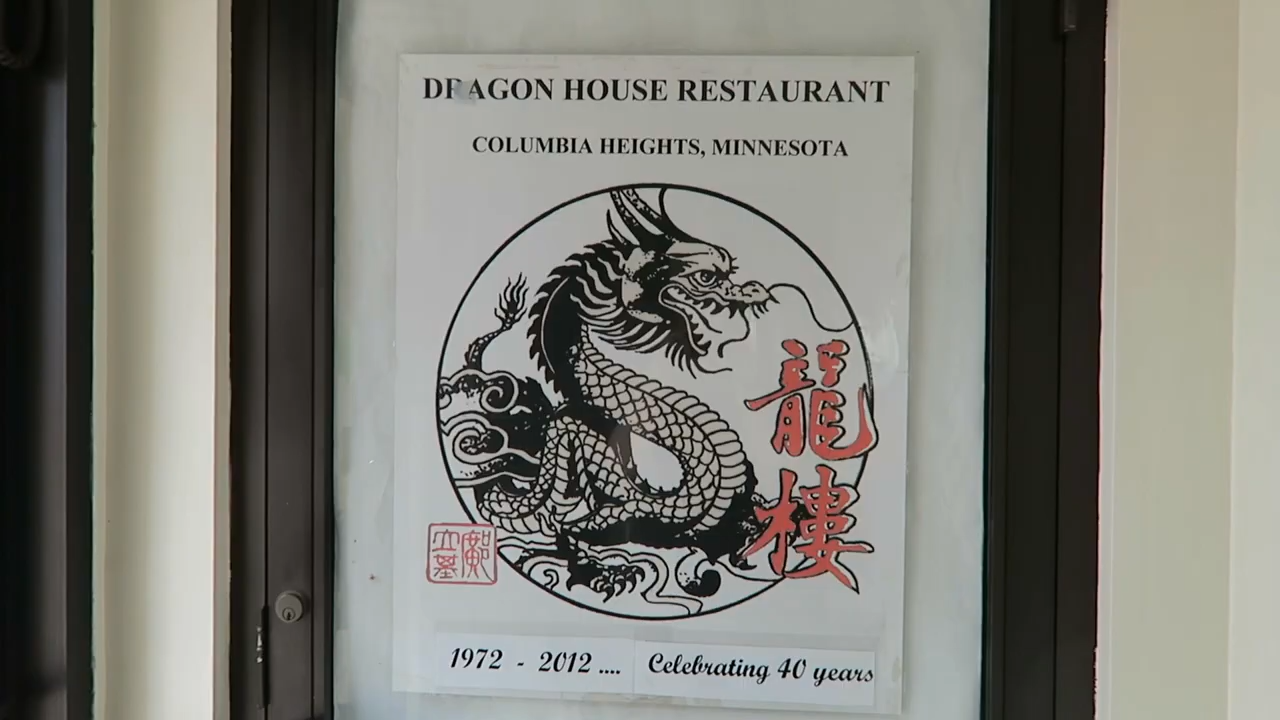 DRAGON HOUSE RESTAURANT
COLUMBIA HEIGHTS, MINNESOTA
龍樓
1972 - 2012 ....
Celebrating 40 years